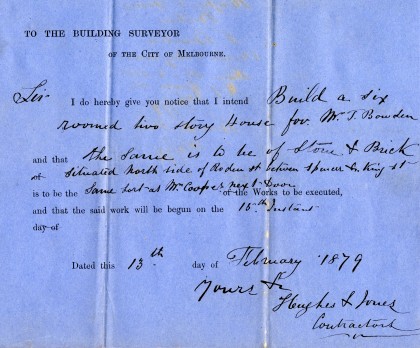 TO THE BUILDING SURVEYOR
OF THE CITY OF MELBOURNE.
Sir I do hereby give you notice that I intend Build a six
roomed two story House for Mr. T. Bowden
and that the same is to be of Stone & Brick
at situated North side of Roden st between Spencer & King st
is to be the Same sort as Mr Cooper next Door of the Works to be executed,
and that the said work will be begun on the 15th Instant
day of
Dated this 13th day of February 1879
Yours Sr
Hughes & Jones
Contractors